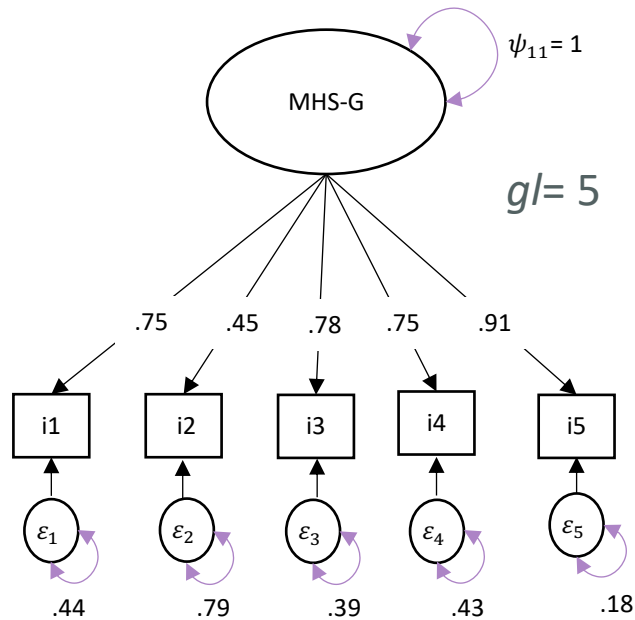 ψ₁₁= 1
MHS-G
gl= 5
.75 .45 .78 .75 .91
i1 i2 i3 i4 i5
ε₁ ε₂ ε₃ ε₄ ε₅
.44 .79 .39 .43 .18